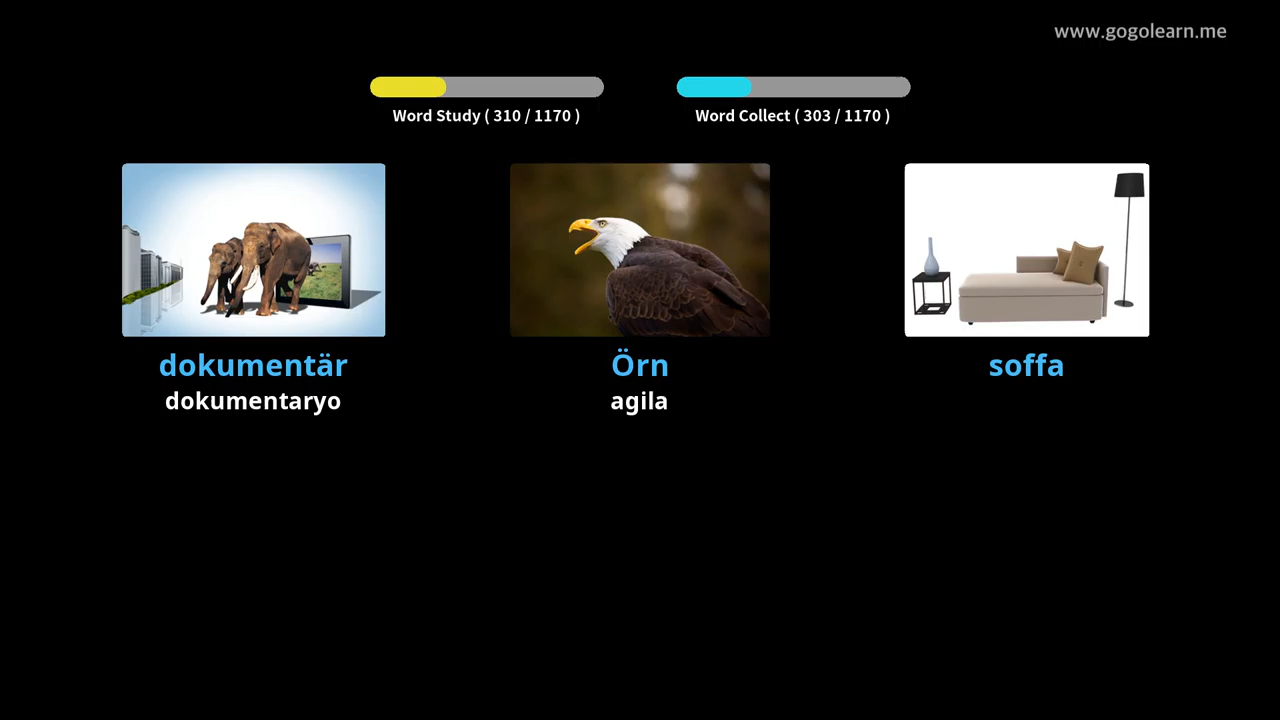 www.gogolearn.me
Word Study ( 310 / 1170 )
Word Collect ( 303 / 1170 )
dokumentär
dokumentaryo
Örn
agila
soffa